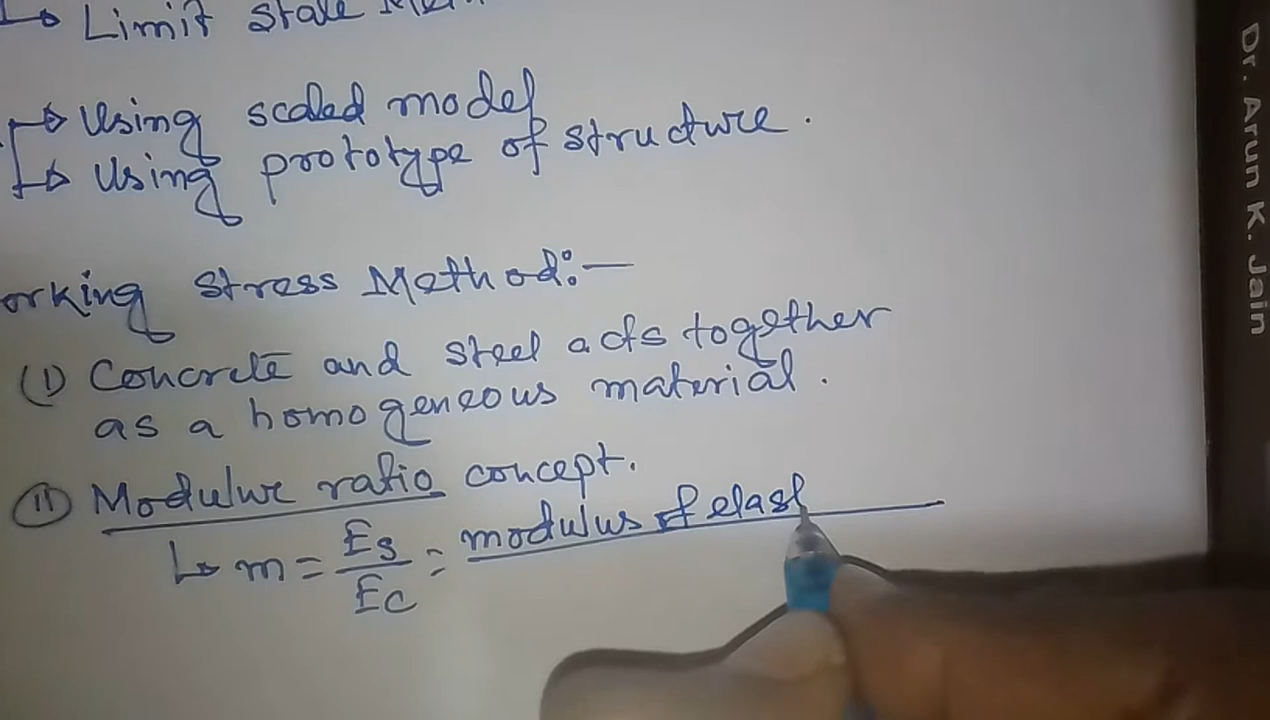 Limit State
Using scaled model
Using prototype of structure.
orking Stress Method:-
(I) Concrete and steel acts together
as a homogeneous material.
(II) Modulur ratio concept.
m = Es/Ec = modulus of elast
Dr. Arun K. Jain